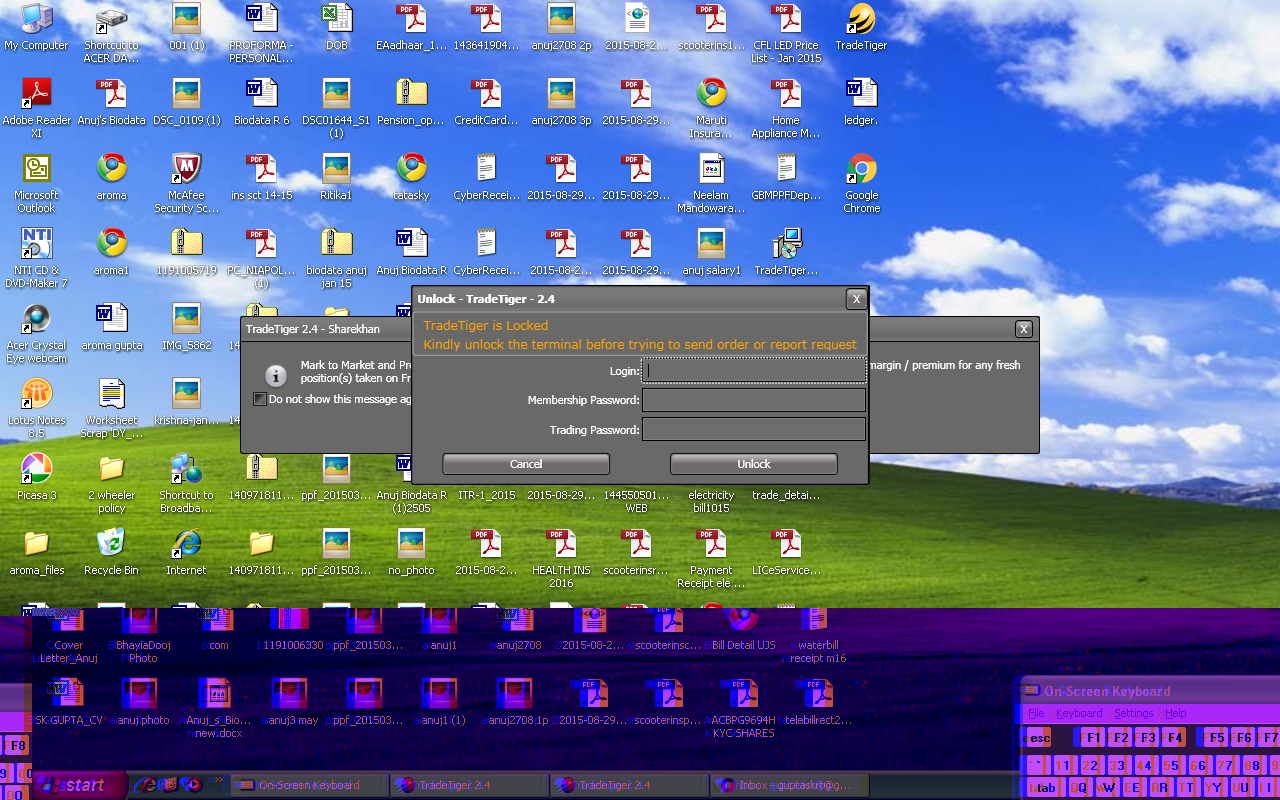 My Computer
Shortcut to ACER DA...
001 (1)
PROFORMA - PERSONAL...
DOB
EAadhaar_1...
143641904...
anuj2708 2p
2015-08-2...
scooterins1...
CFL LED Price List - Jan 2015
TradeTiger
Adobe Reader XI
Anuj's Biodata
DSC_0109 (1)
Biodata R 6
DSC01644_S1 (1)
Pension_op...
CreditCard...
anuj2708 3p
2015-08-29...
Maruti Insura...
Home Appliance M...
ledger.
Microsoft Outlook
aroma
McAfee Security Sc...
ins sct 14-15
Ritika1
tatasky
CyberRecei...
2015-08-29...
2015-08-29...
Neelam Mandowara...
GBMPPFDep...
Google Chrome
NTI CD & DVD-Maker 7
aroma1
1191005719
PC_NIAPOL... (1)
biodata anuj jan 15
Anuj Biodata R
CyberRecei...
2015-08-2...
2015-08-29...
anuj salary1
TradeTiger...
Unlock - TradeTiger - 2.4
X
TradeTiger is Locked
Kindly unlock the terminal before trying to send order or report request
Login:
Membership Password:
Trading Password:
Cancel
Unlock
TradeTiger 2.4 - Sharekhan
X
Mark to Market and Pr
margin / premium for any fresh
position(s) taken on Fr
Do not show this message ag
Acer Crystal Eye webcam
aroma gupta
IMG_5862
Lotus Notes 8.5
Worksheet Scrap 'DY_...
krishna-jan...
Picasa 3
2 wheeler policy
Shortcut to Broadba...
140971811...
ppf_201503...
Anuj Biodata R (1)2505
ITR-1_2015
2015-08-29...
144550501... WEB
electricity bill1015
trade_detai...
aroma_files
Recycle Bin
Internet
140971811...
ppf_201503...
no_photo
2015-08-2...
HEALTH INS 2016
scooterinsr...
Payment Receipt ele ...
LICeService...
Cover Letter_Anuj
BhayiaDooj Photo
com
1191006330
ppf_201503...
anuj1
anuj2708
2015-08-2...
scooterinsc...
Bill Detail UJS
waterbill receipt m16
SK GUPTA_CV
anuj photo
Anuj_s_Bio... new.docx
anuj3 may
ppf_201503...
anuj1 (1)
anuj2708 1p
2015-08-29...
scooterinsp...
ACBPG9694H KYC SHARES
telebillrect2...
On-Screen Keyboard
File Keyboard Settings Help
esc F1 F2 F3 F4 F5 F6 F7
F8
` 1 2 3 4 5 6 7 8 9
9 0
tab Q W E R T Y U I
start
On-Screen Keyboard
TradeTiger 2.4
TradeTiger 2.4
Inbox - guptaskrt@g...